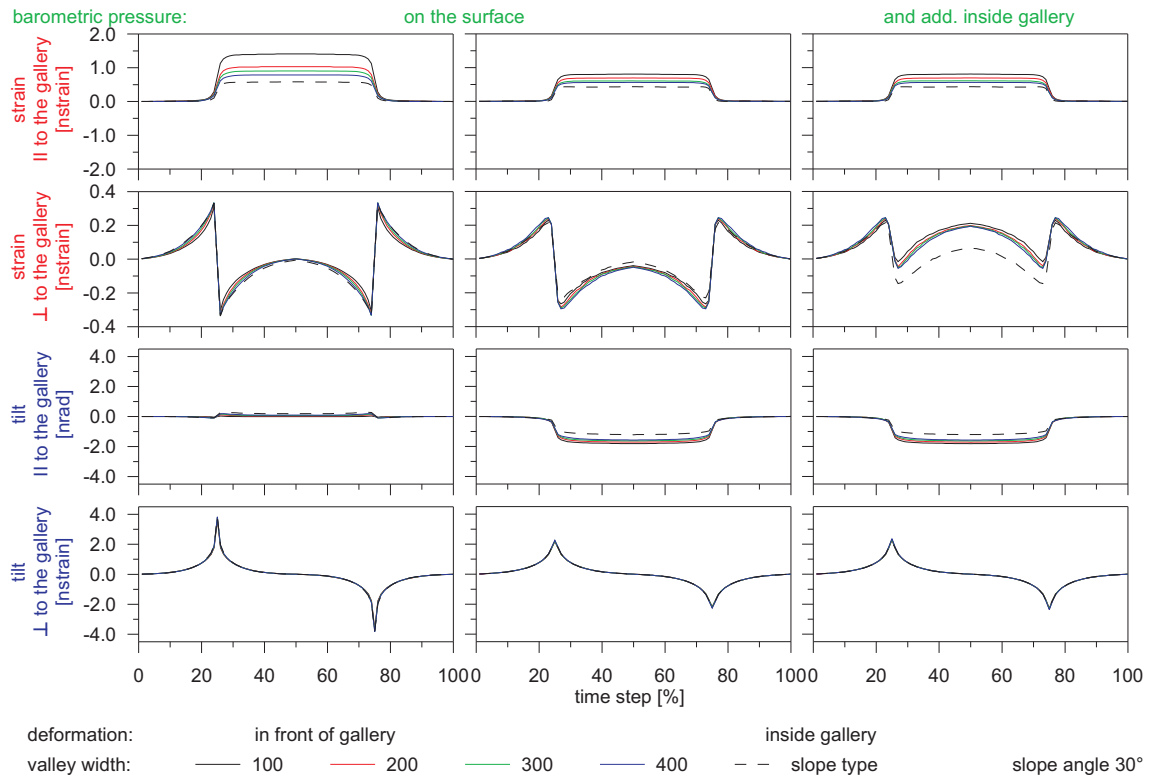 barometric pressure: on the surface and add. inside gallery
strain
II to the gallery
[nstrain]
2.0
1.0
0.0
-1.0
-2.0
strain
⊥ to the gallery
[nstrain]
0.4
0.2
0.0
-0.2
-0.4
tilt
II to the gallery
[nrad]
4.0
2.0
0.0
-2.0
-4.0
tilt
⊥ to the gallery
[nstrain]
4.0
2.0
0.0
-2.0
-4.0
0 20 40 60 80 100 0 20 40 60 80 100 0 20 40 60 80 100
time step [%]
deformation: in front of gallery inside gallery
valley width: 100 200 300 400 slope type slope angle 30°